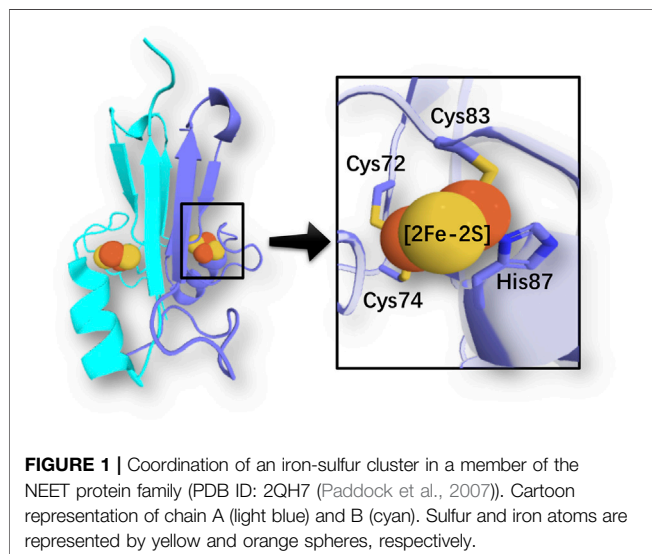 Cys83
Cys72
[2Fe-2S]
Cys74
His87
FIGURE 1 | Coordination of an iron-sulfur cluster in a member of the
NEET protein family (PDB ID: 2QH7 (Paddock et al., 2007)). Cartoon
representation of chain A (light blue) and B (cyan). Sulfur and iron atoms are
represented by yellow and orange spheres, respectively.